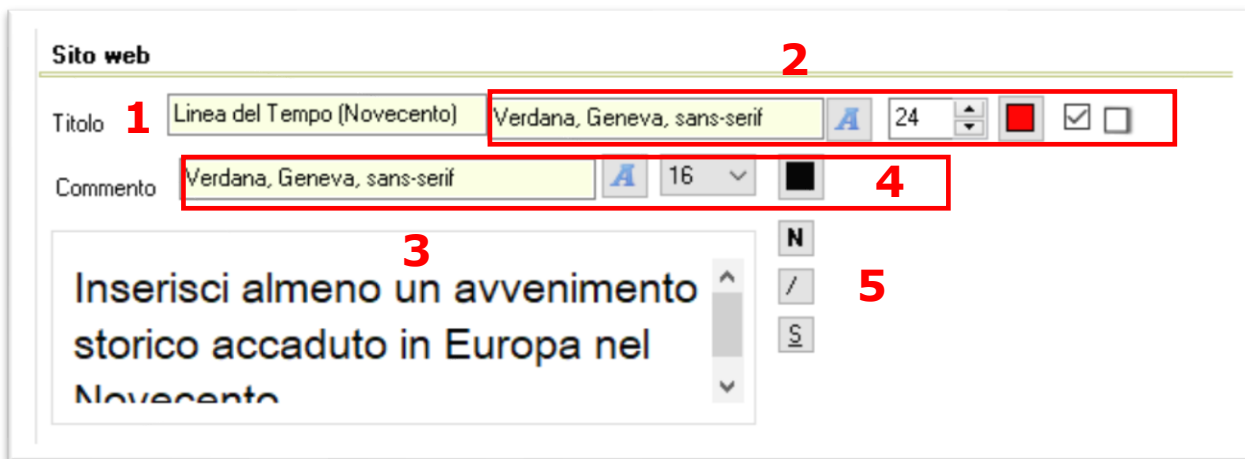 Sito web
2
Titolo 1 Linea del Tempo (Novecento) Verdana, Geneva, sans-serif A 24
Commento Verdana, Geneva, sans-serif A 16 4
3
N
Inserisci almeno un avvenimento
/ 5
storico accaduto in Europa nel
S
Novecento